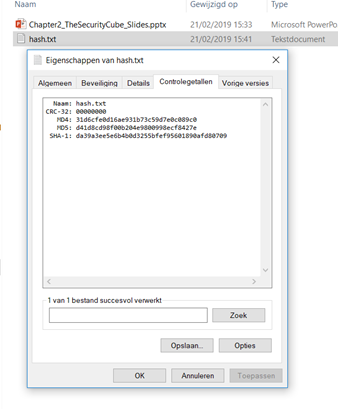 Naam Gewijzigd op Type
Chapter2_TheSecurityCube_Slides.pptx 21/02/2019 15:33 Microsoft PowerPo
hash.txt 21/02/2019 15:41 Tekstdocument
Eigenschappen van hash.txt
Algemeen Beveiliging Details Controlegetallen Vorige versies
Naam: hash.txt
CRC-32: 00000000
MD4: 31d6cfe0d16ae931b73c59d7e0c089c0
MD5: d41d8cd98f00b204e9800998ecf8427e
SHA-1: da39a3ee5e6b4b0d3255bfef95601890afd80709
1 van 1 bestand succesvol verwerkt
Zoek
Opslaan... Opties
OK Annuleren Toepassen